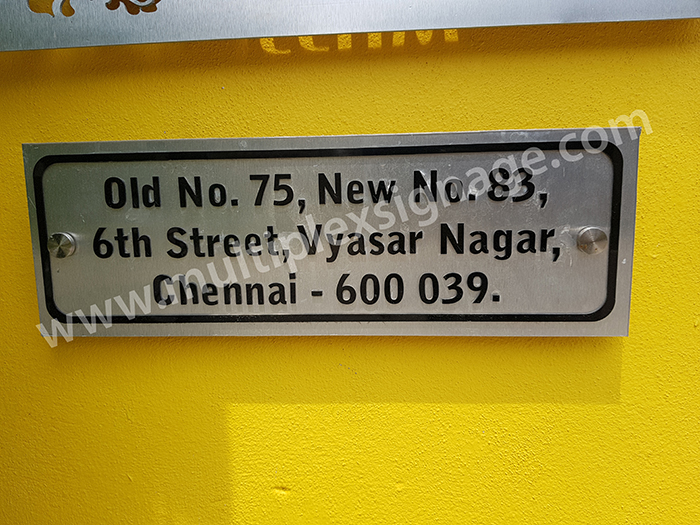 Old No. 75, New No. 83,
6th Street, Vyasar Nagar,
Chennai - 600 039.
www.multiplexsignage.com